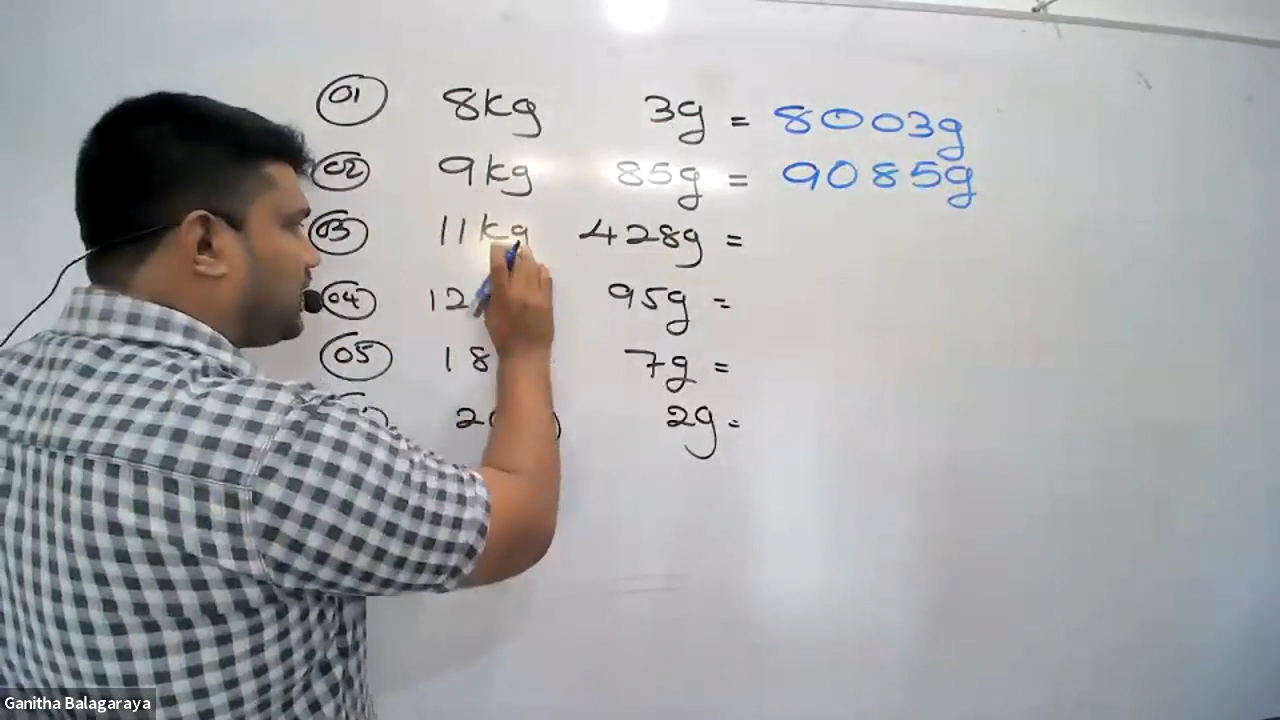 01 8kg 3g = 8003g
02 9kg 85g = 9085g
03 11kg 428g =
04 12 95g =
05 18 7g =
2g =
Ganitha Balagaraya